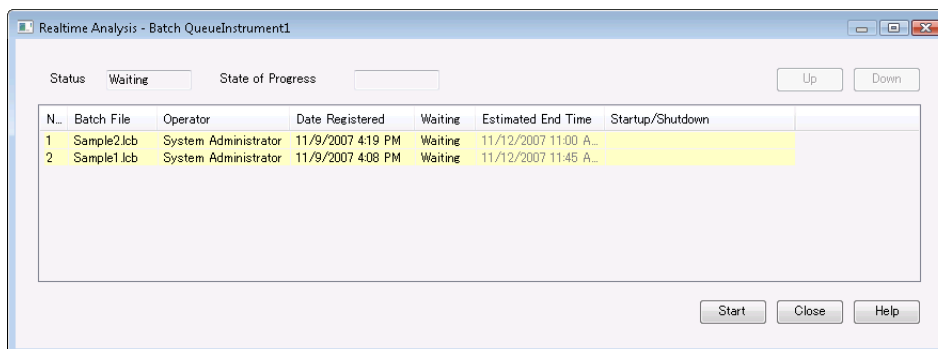 Realtime Analysis - Batch QueueInstrument1
Status Waiting State of Progress Up Down
N... Batch File Operator Date Registered Waiting Estimated End Time Startup/Shutdown
1 Sample2.lcb System Administrator 11/9/2007 4:19 PM Waiting 11/12/2007 11:00 A...
2 Sample1.lcb System Administrator 11/9/2007 4:08 PM Waiting 11/12/2007 11:45 A...
Start Close Help